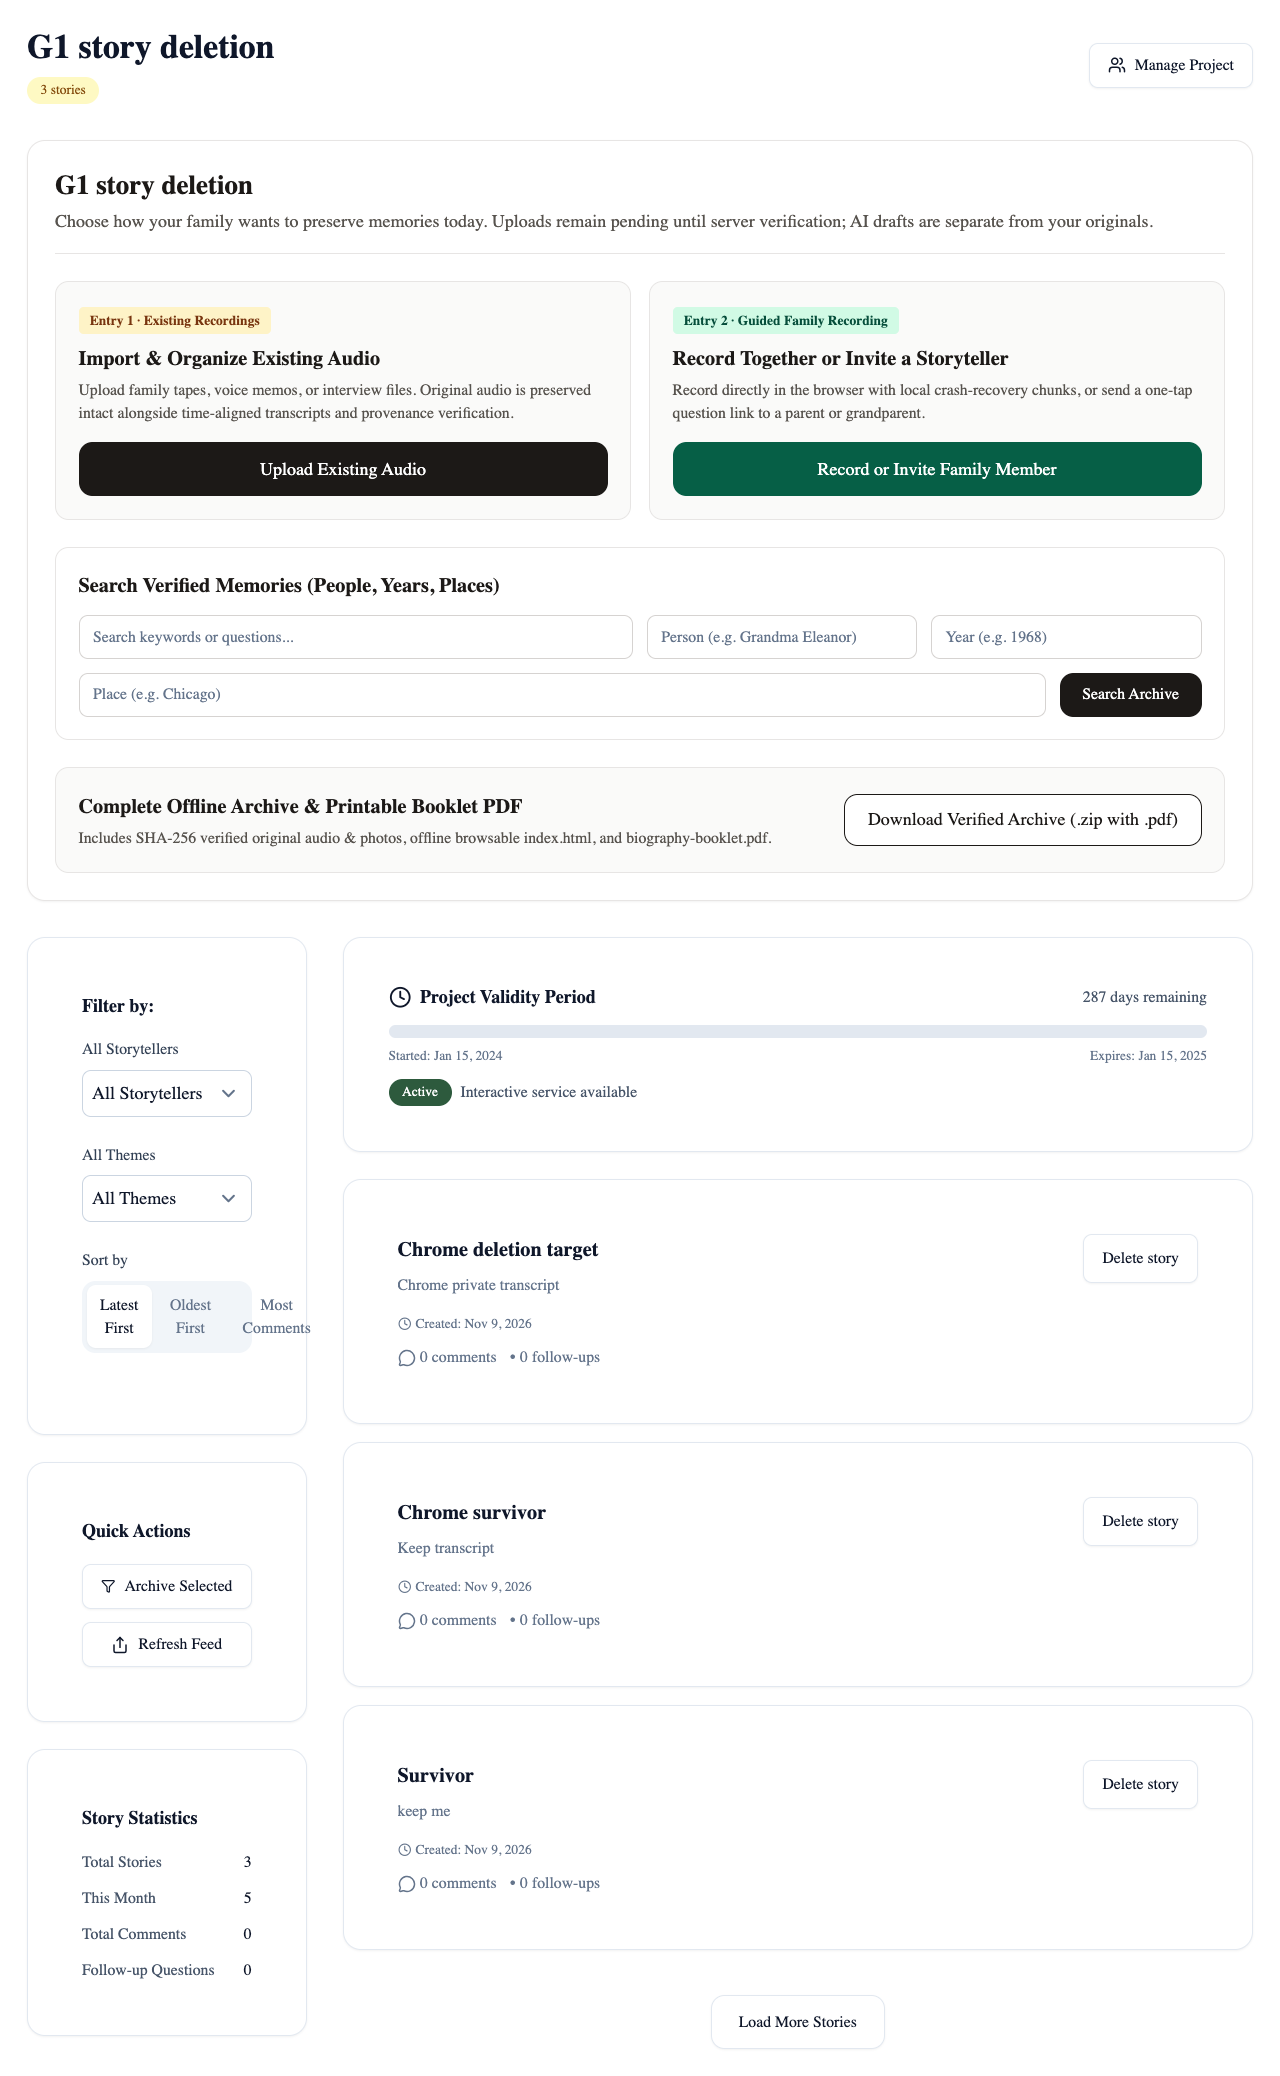 G1 story deletion
3 stories
Manage Project
G1 story deletion
Choose how your family wants to preserve memories today. Uploads remain pending until server verification; AI drafts are separate from your originals.
Entry 1 · Existing Recordings
Import & Organize Existing Audio
Upload family tapes, voice memos, or interview files. Original audio is preserved
intact alongside time-aligned transcripts and provenance verification.
Upload Existing Audio
Entry 2 · Guided Family Recording
Record Together or Invite a Storyteller
Record directly in the browser with local crash-recovery chunks, or send a one-tap
question link to a parent or grandparent.
Record or Invite Family Member
Search Verified Memories (People, Years, Places)
Search keywords or questions...
Person (e.g. Grandma Eleanor)
Year (e.g. 1968)
Place (e.g. Chicago)
Search Archive
Complete Offline Archive & Printable Booklet PDF
Includes SHA-256 verified original audio & photos, offline browsable index.html, and biography-booklet.pdf.
Download Verified Archive (.zip with .pdf)
Filter by:
All Storytellers
All Storytellers
All Themes
All Themes
Sort by
Latest
First
Oldest
First
Most
Comments
Quick Actions
Archive Selected
Refresh Feed
Story Statistics
Total Stories 3
This Month 5
Total Comments 0
Follow-up Questions 0
Project Validity Period
287 days remaining
Started: Jan 15, 2024
Expires: Jan 15, 2025
Active
Interactive service available
Chrome deletion target
Delete story
Chrome private transcript
Created: Nov 9, 2026
0 comments • 0 follow-ups
Chrome survivor
Delete story
Keep transcript
Created: Nov 9, 2026
0 comments • 0 follow-ups
Survivor
Delete story
keep me
Created: Nov 9, 2026
0 comments • 0 follow-ups
Load More Stories